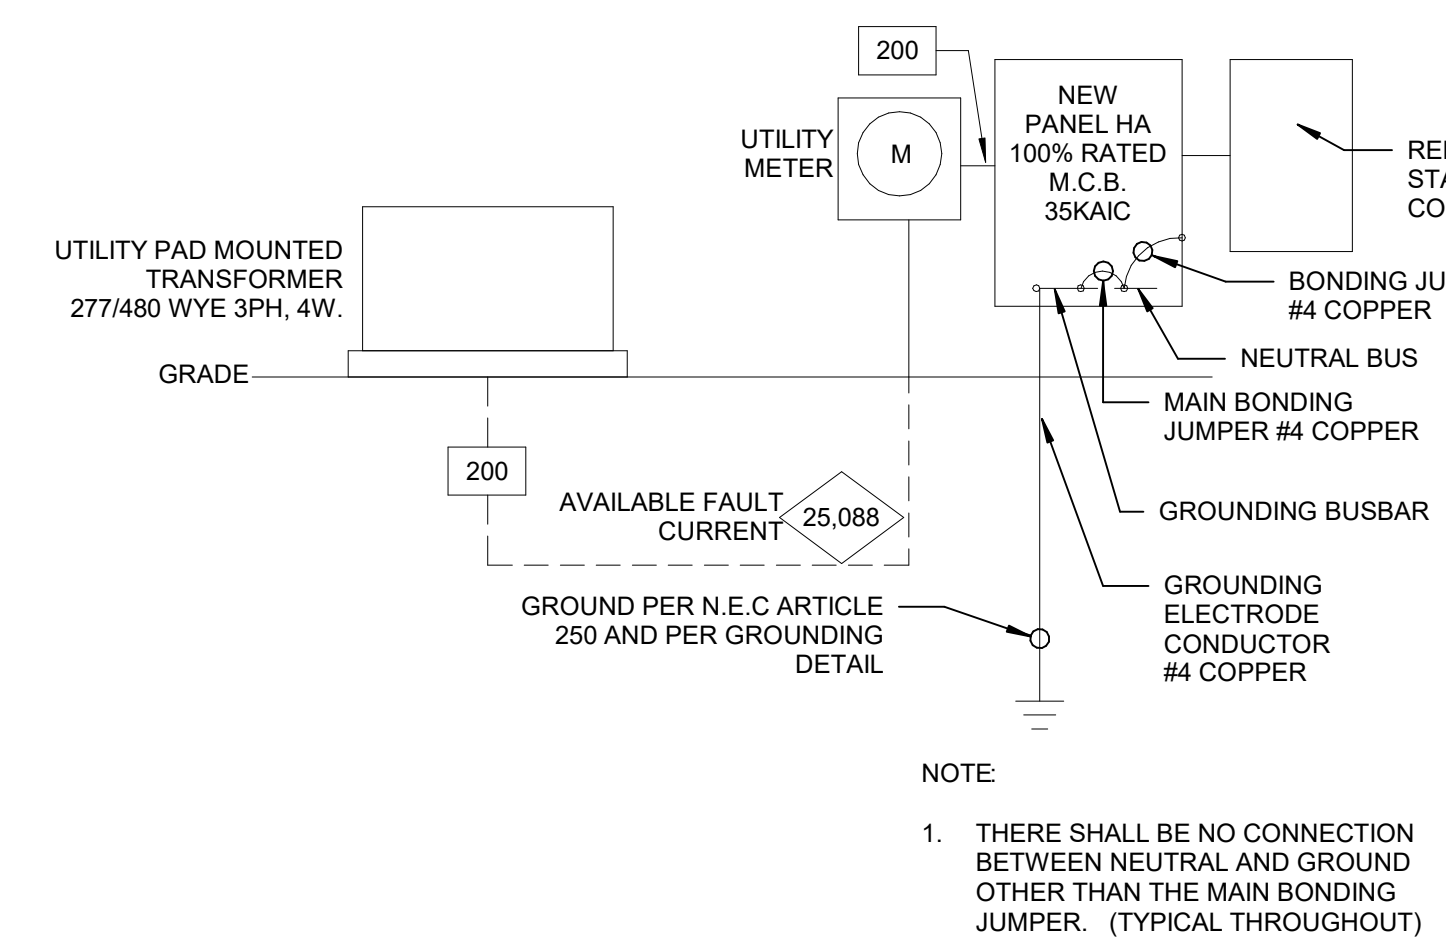 200
NEW
PANEL HA
100% RATED
M.C.B.
35KAIC
UTILITY
METER
M
UTILITY PAD MOUNTED
TRANSFORMER
277/480 WYE 3PH, 4W.
GRADE
BONDING
#4 COPPER
NEUTRAL BUS
MAIN BONDING
JUMPER #4 COPPER
200
AVAILABLE FAULT
CURRENT
25,088
GROUNDING BUSBAR
GROUND PER N.E.C ARTICLE
250 AND PER GROUNDING
DETAIL
GROUNDING
ELECTRODE
CONDUCTOR
#4 COPPER
NOTE:
1. THERE SHALL BE NO CONNECTION
BETWEEN NEUTRAL AND GROUND
OTHER THAN THE MAIN BONDING
JUMPER. (TYPICAL THROUGHOUT)